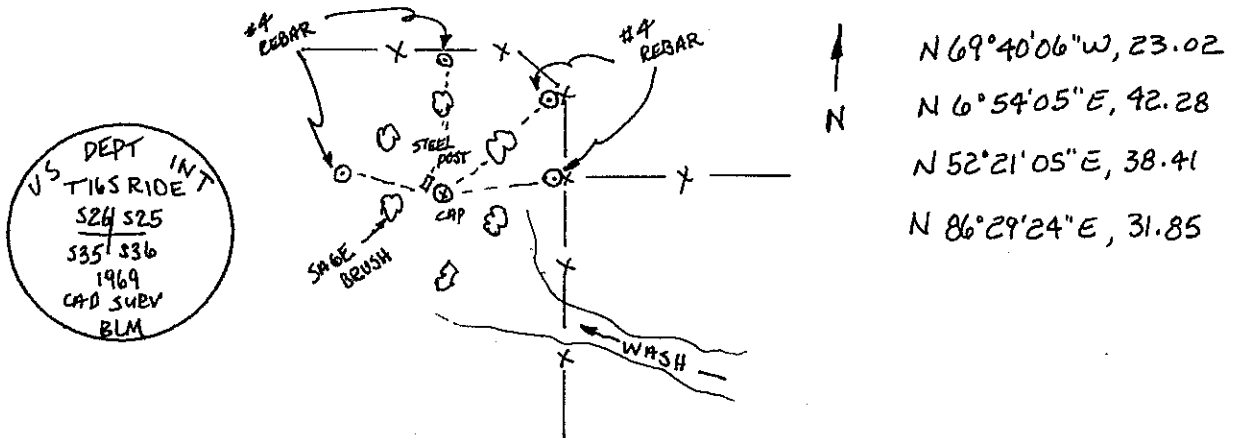 #4
REBAR
#4
REBAR
N
N 69°40'06"W, 23.02
N 6°54'05"E, 42.28
N 52°21'05"E, 38.41
N 86°29'24"E, 31.85
US DEPT INT
T16S R10E
S26 S25
S35 S36
1969
CAD SURV
BLM
STEEL
POST
CAP
SAGE
BRUSH
WASH